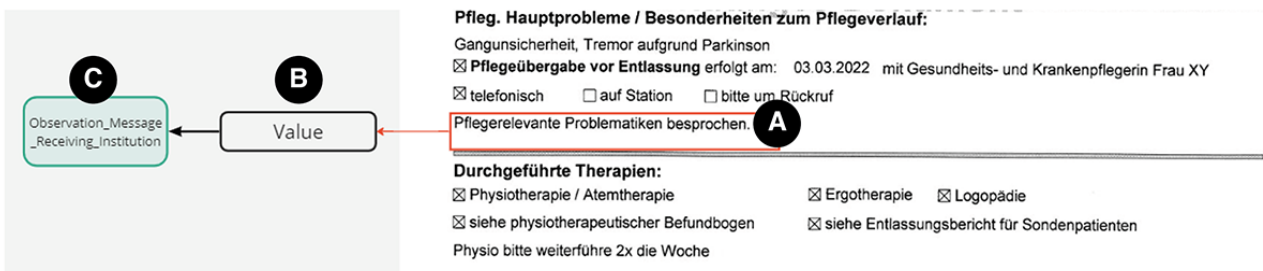 C
Observation_Message
_Receiving_Institution
B
Value
Pfleg. Hauptprobleme / Besonderheiten zum Pflegeverlauf:
Gangunsicherheit, Tremor aufgrund Parkinson
☒ Pflegeübergabe vor Entlassung erfolgt am: 03.03.2022 mit Gesundheits- und Krankenpflegerin Frau XY
☒ telefonisch ☐ auf Station ☐ bitte um Rückruf
Pflegerelevante Problematiken besprochen. A
Durchgeführte Therapien:
☒ Physiotherapie / Atemtherapie ☒ Ergotherapie ☒ Logopädie
☒ siehe physiotherapeutischer Befundbogen ☒ siehe Entlassungsbericht für Sondenpatienten
Physio bitte weiterführe 2x die Woche